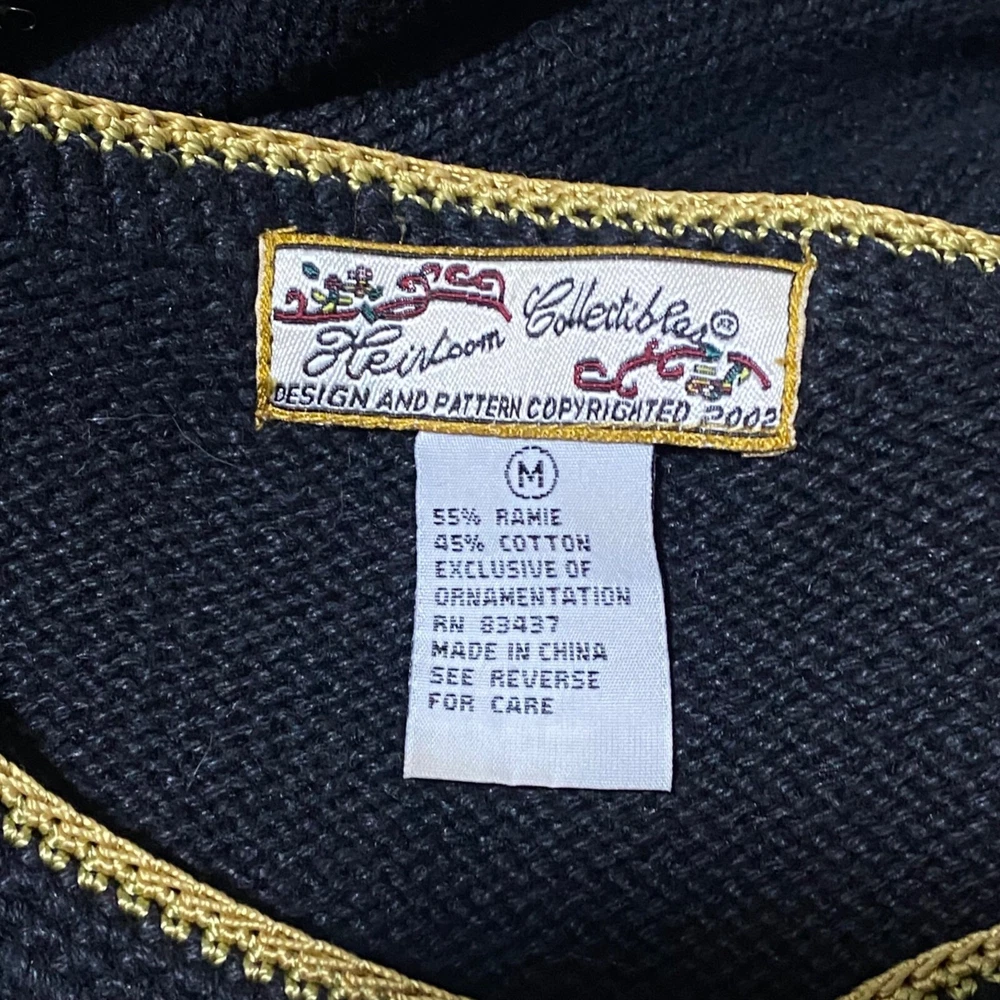 Heirloom Collectibles®
DESIGN AND PATTERN COPYRIGHTED 2002
M
55% RAMIE
45% COTTON
EXCLUSIVE OF
ORNAMENTATION
RN 83437
MADE IN CHINA
SEE REVERSE
FOR CARE